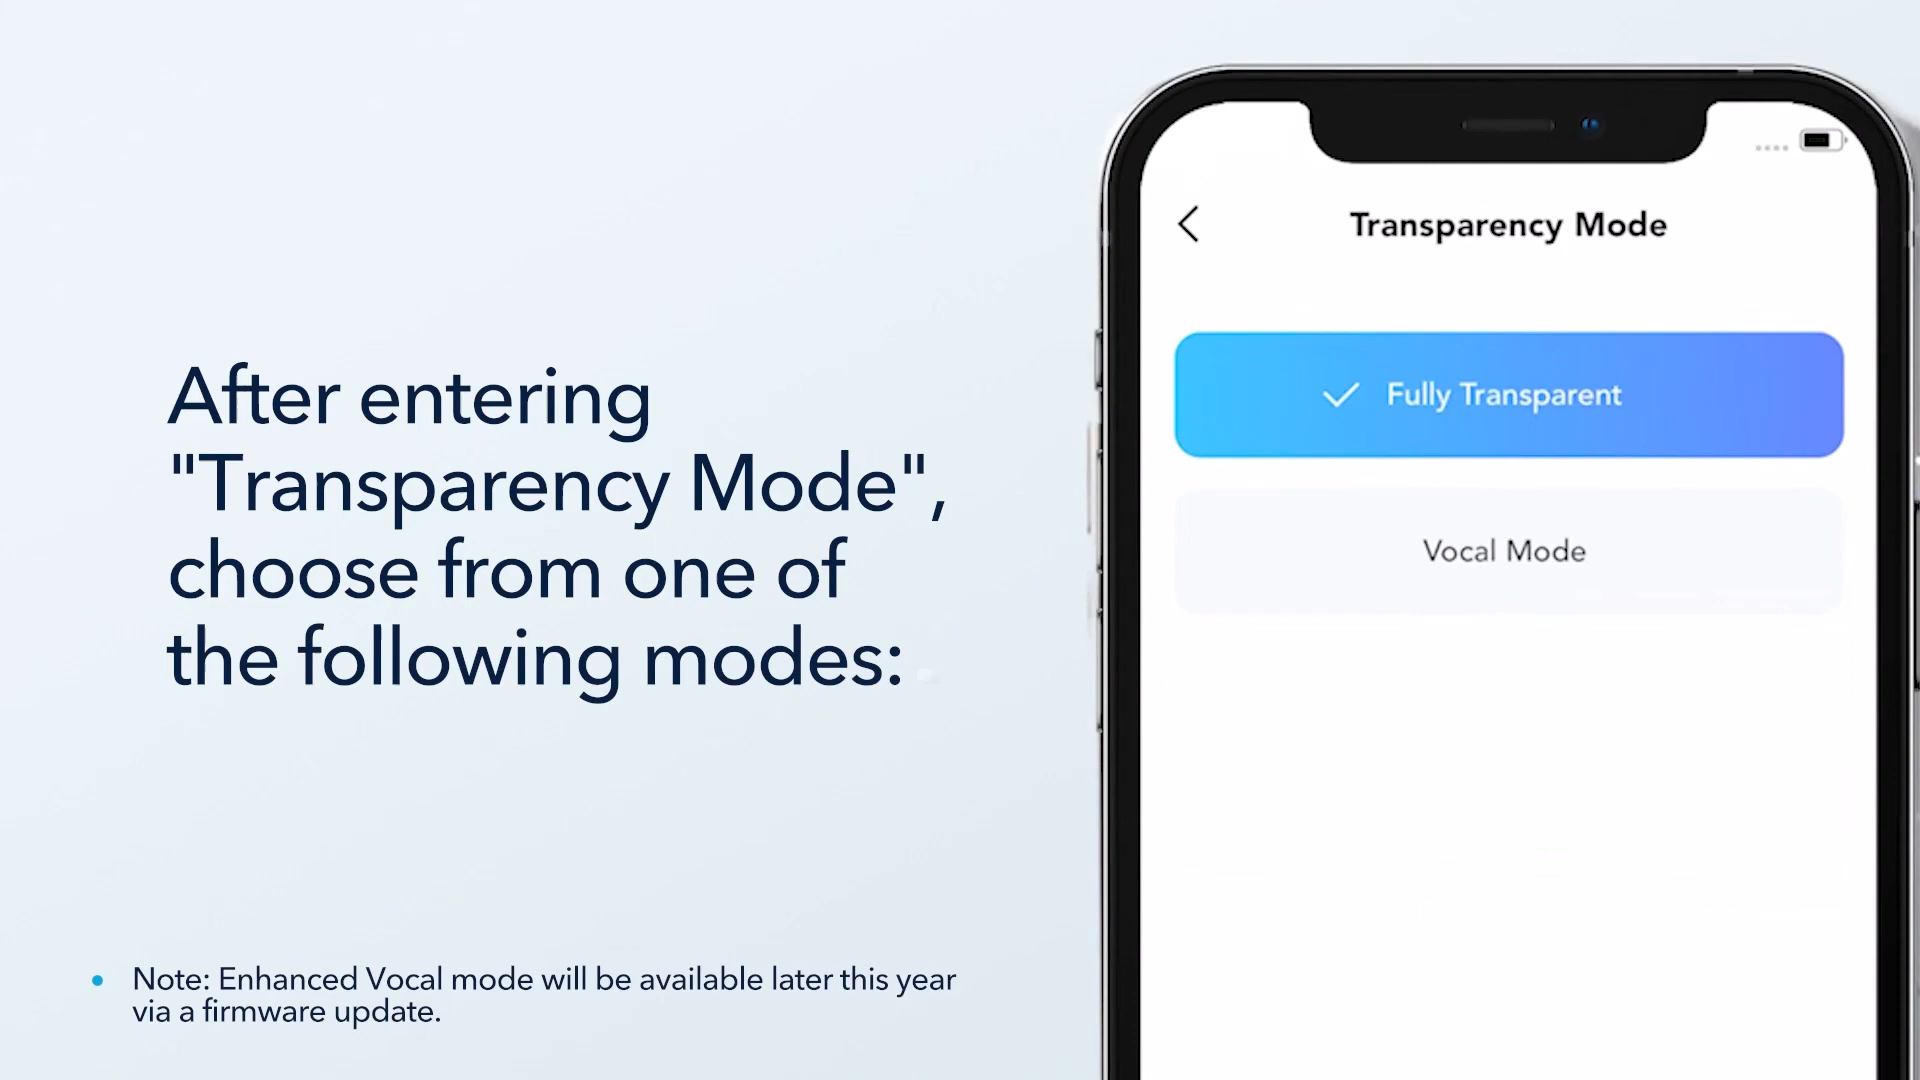 After entering
"Transparency Mode",
choose from one of
the following modes:
Note: Enhanced Vocal mode will be available later this year
via a firmware update.
Transparency Mode
Fully Transparent
Vocal Mode